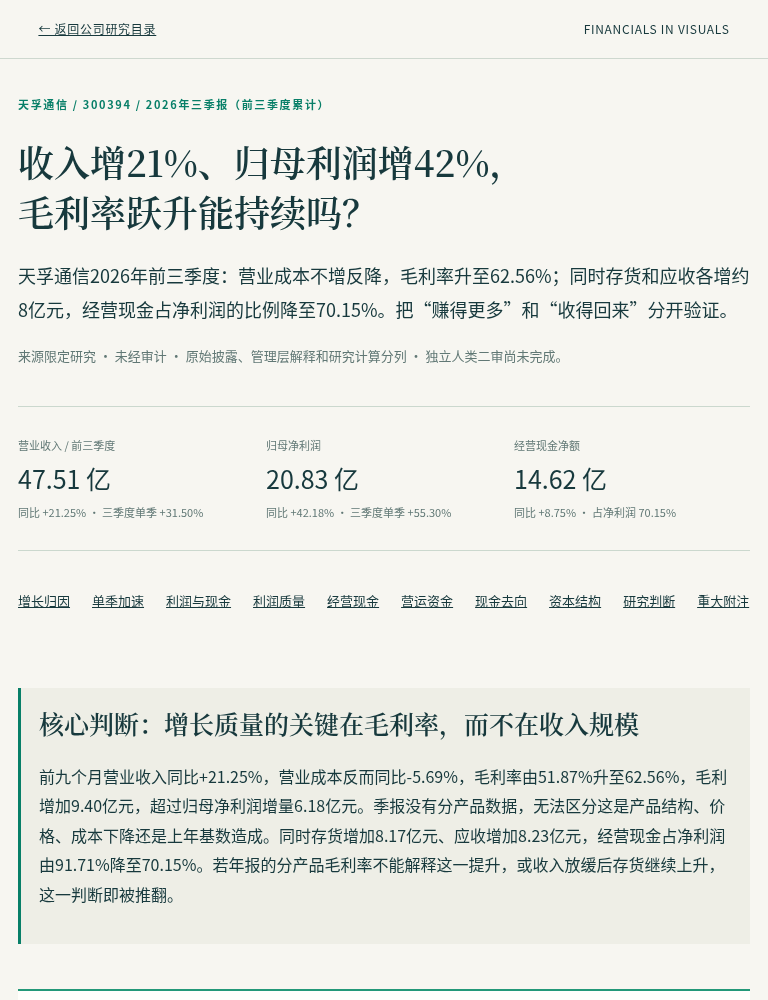 ← 返回公司研究目录
FINANCIALS IN VISUALS
天孚通信 / 300394 / 2026年三季报（前三季度累计）
收入增21%、归母利润增42%，
毛利率跃升能持续吗？
天孚通信2026年前三季度：营业成本不增反降，毛利率升至62.56%；同时存货和应收各增约
8亿元，经营现金占净利润的比例降至70.15%。把“赚得更多”和“收得回来”分开验证。
来源限定研究 · 未经审计 · 原始披露、管理层解释和研究计算分列 · 独立人类二审尚未完成。
营业收入 / 前三季度
47.51 亿
同比 +21.25% · 三季度单季 +31.50%
归母净利润
20.83 亿
同比 +42.18% · 三季度单季 +55.30%
经营现金净额
14.62 亿
同比 +8.75% · 占净利润 70.15%
增长归因 单季加速 利润与现金 利润质量 经营现金 营运资金 现金去向 资本结构 研究判断 重大附注
核心判断：增长质量的关键在毛利率，而不在收入规模
前九个月营业收入同比+21.25%，营业成本反而同比-5.69%，毛利率由51.87%升至62.56%，毛利
增加9.40亿元，超过归母净利润增量6.18亿元。季报没有分产品数据，无法区分这是产品结构、价
格、成本下降还是上年基数造成。同时存货增加8.17亿元、应收增加8.23亿元，经营现金占净利润
由91.71%降至70.15%。若年报的分产品毛利率不能解释这一提升，或收入放缓后存货继续上升，
这一判断即被推翻。